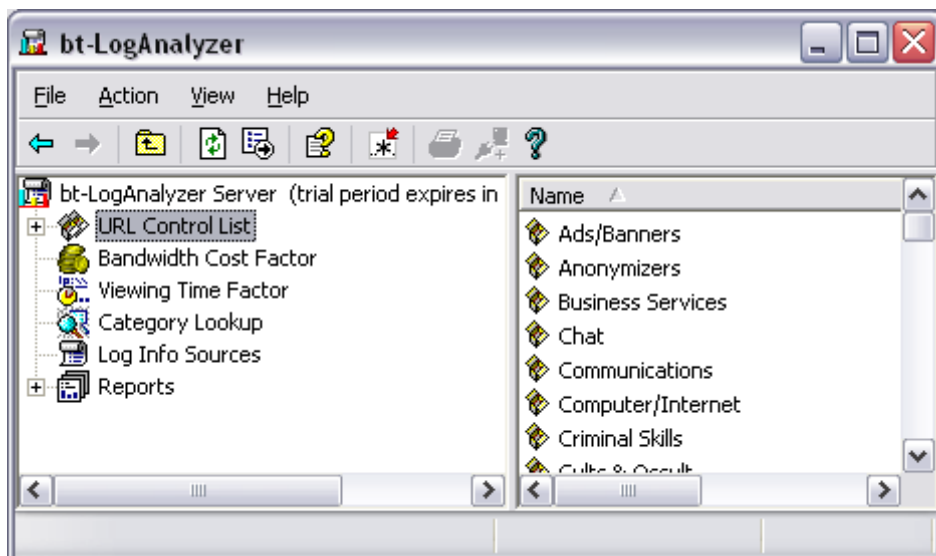 bt-LogAnalyzer
File Action View Help
bt-LogAnalyzer Server (trial period expires in
URL Control List
Bandwidth Cost Factor
Viewing Time Factor
Category Lookup
Log Info Sources
Reports
Name
Ads/Banners
Anonymizers
Business Services
Chat
Communications
Computer/Internet
Criminal Skills
Cults & Occult